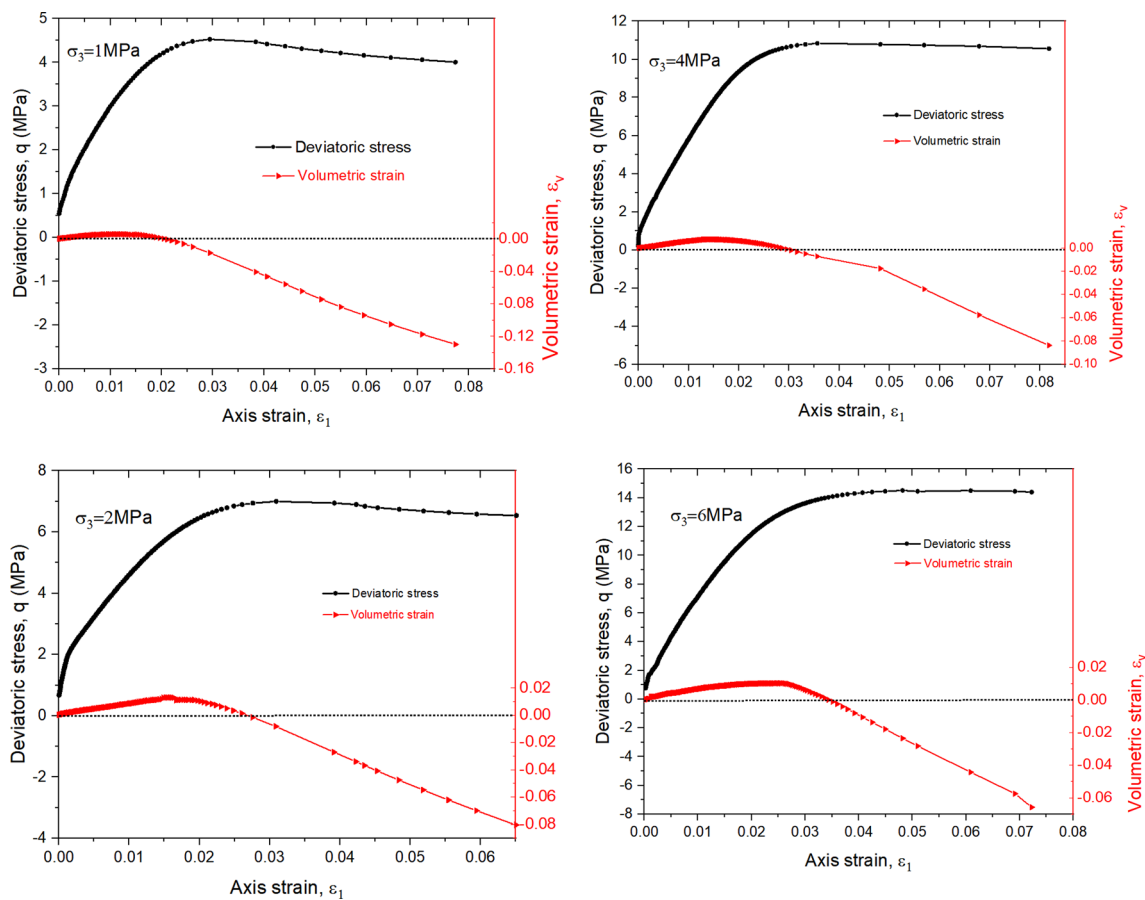 σ3=1MPa
Deviatoric stress
Volumetric strain
Deviatoric stress, q (MPa)
5
4
3
2
1
0
-1
-2
-3
0.00
-0.04
-0.08
-0.12
-0.16
Volumetric strain, εv
0.00 0.01 0.02 0.03 0.04 0.05 0.06 0.07 0.08
Axis strain, ε1
σ3=4MPa
Deviatoric stress
Volumetric strain
Deviatoric stress, q (MPa)
12
10
8
6
4
2
0
-2
-4
-6
0.00
-0.02
-0.04
-0.06
-0.08
-0.10
Volumetric strain, εv
0.00 0.01 0.02 0.03 0.04 0.05 0.06 0.07 0.08
Axis strain, ε1
σ3=2MPa
Deviatoric stress
Volumetric strain
Deviatoric stress, q (MPa)
8
6
4
2
0
-2
-4
0.02
0.00
-0.02
-0.04
-0.06
-0.08
Volumetric strain, εv
0.00 0.01 0.02 0.03 0.04 0.05 0.06
Axis strain, ε1
σ3=6MPa
Deviatoric stress
Volumetric strain
Deviatoric stress, q (MPa)
16
14
12
10
8
6
4
2
0
-2
-4
-6
-8
0.02
0.00
-0.02
-0.04
-0.06
Volumetric strain, εv
0.00 0.01 0.02 0.03 0.04 0.05 0.06 0.07 0.08
Axis strain, ε1